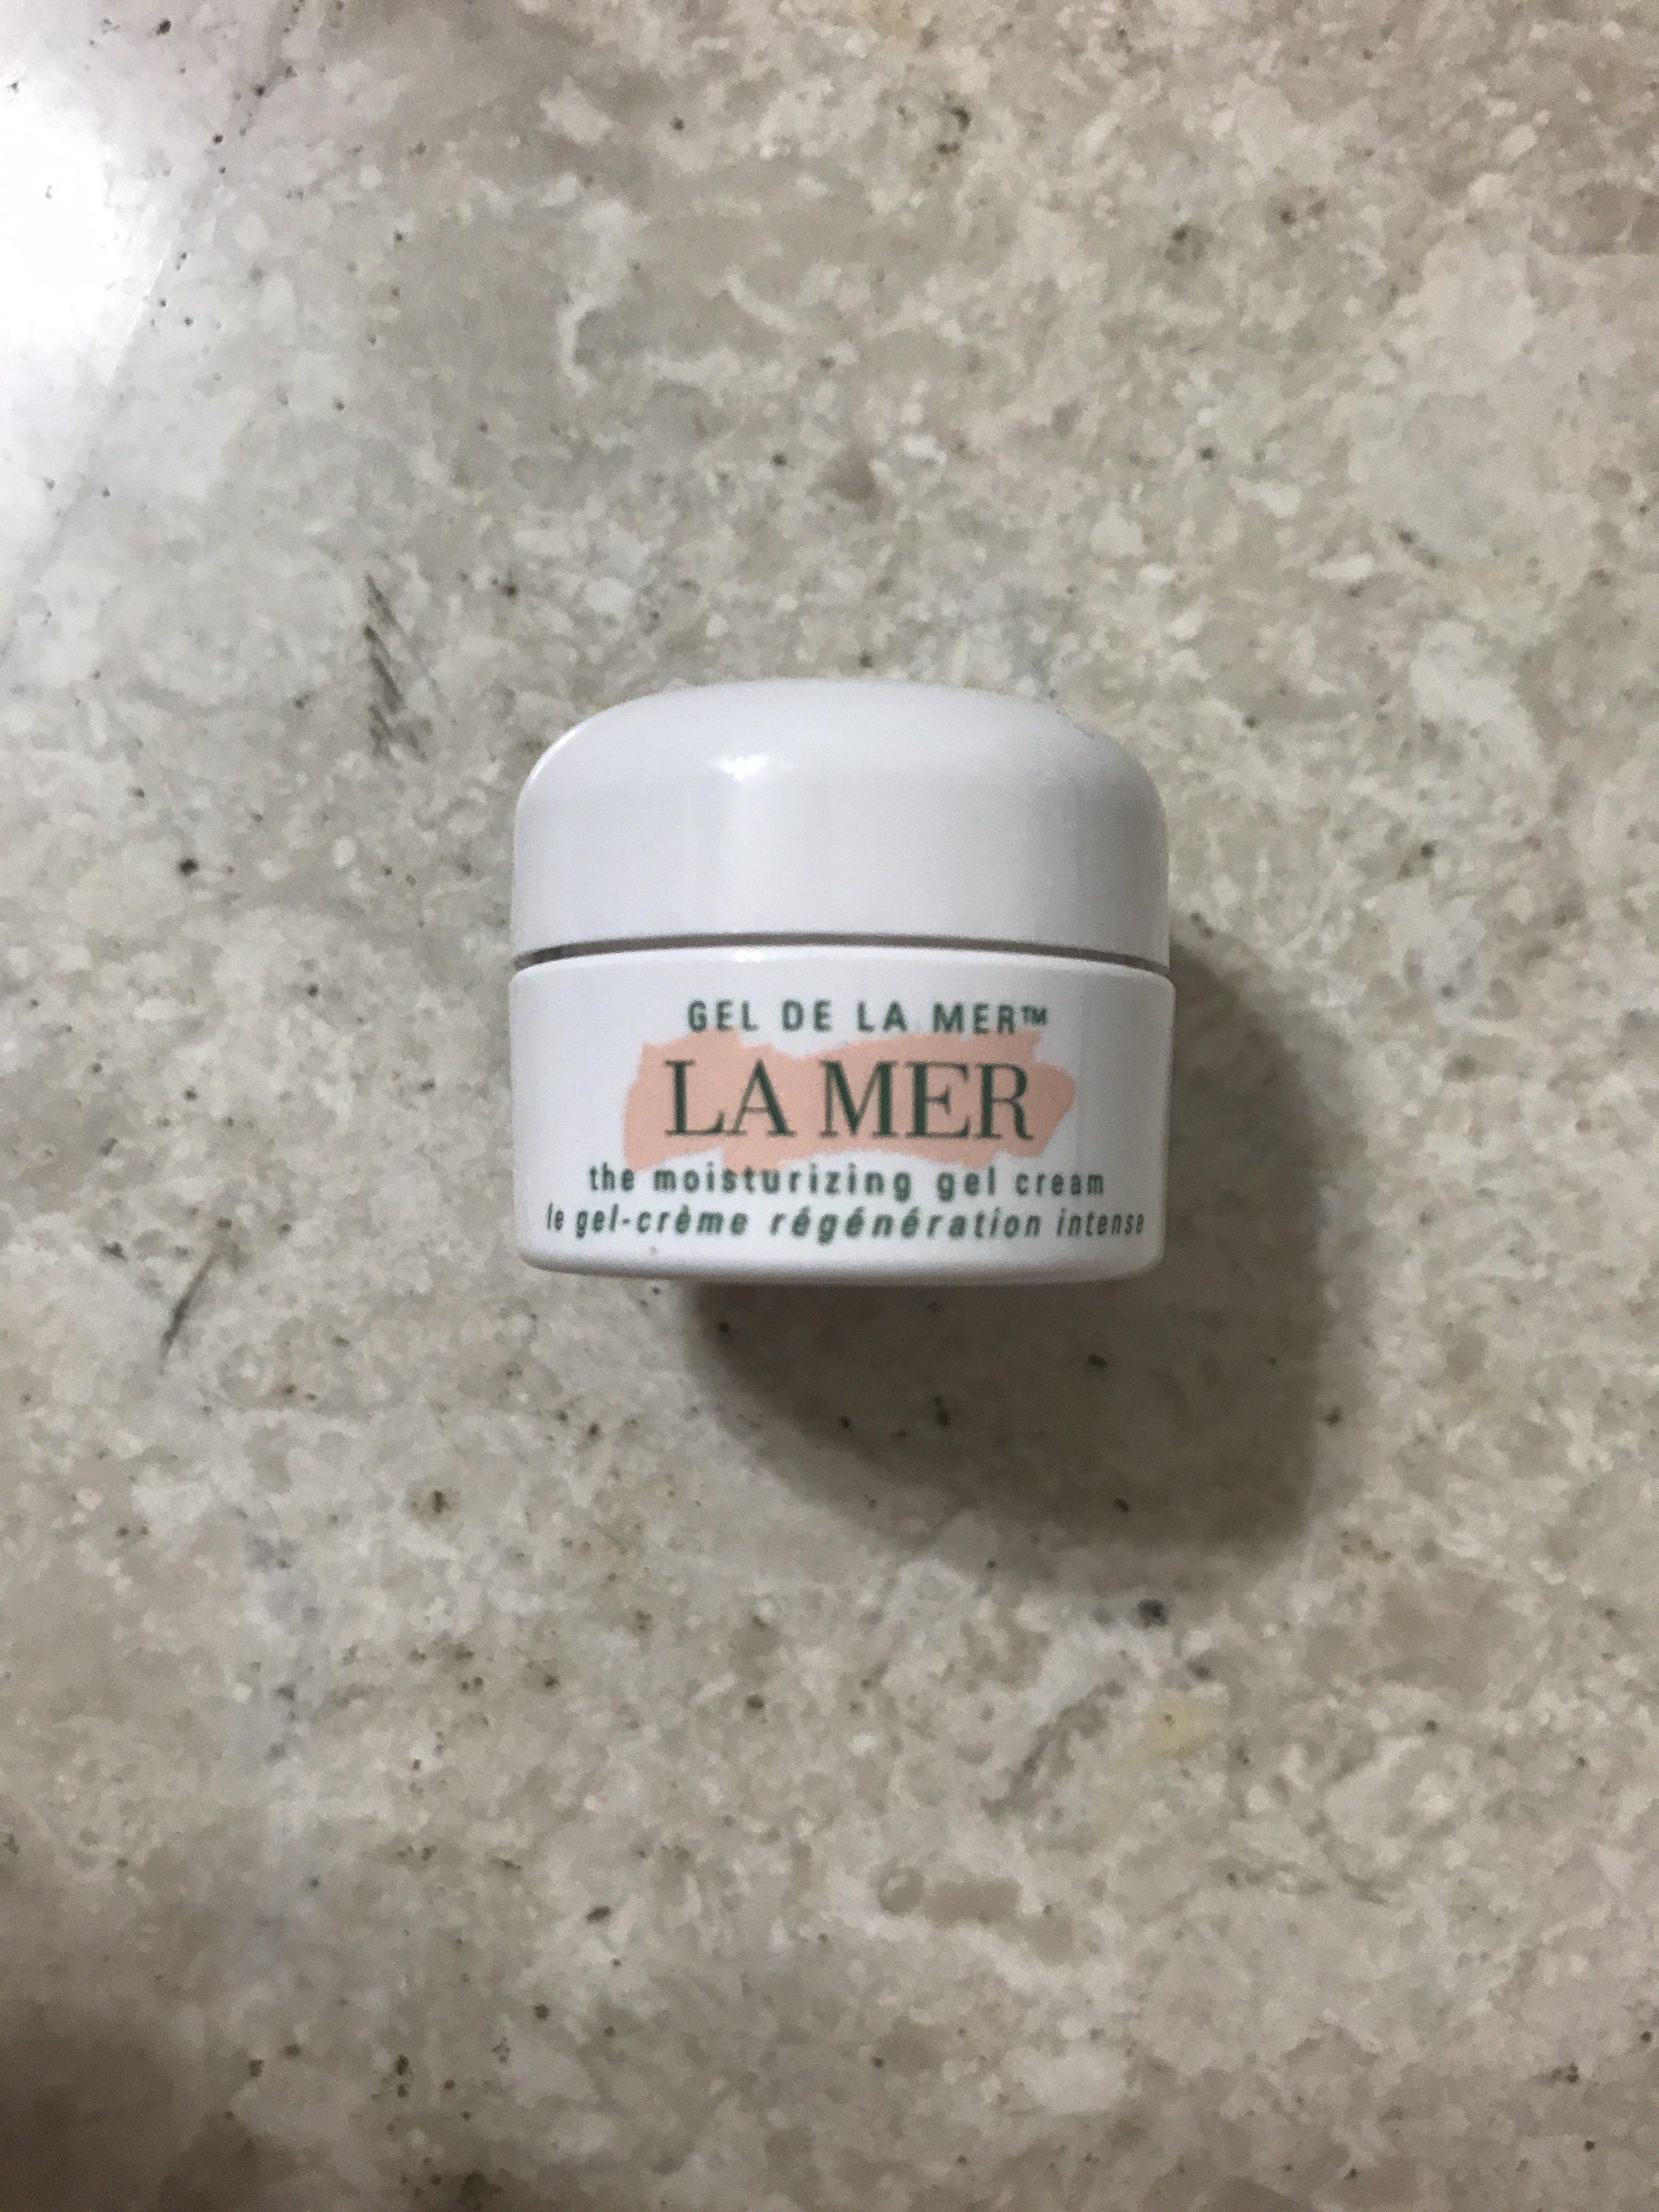 GEL DE LA MER™
LA MER
the moisturizing gel cream
le gel-crème régénération intense